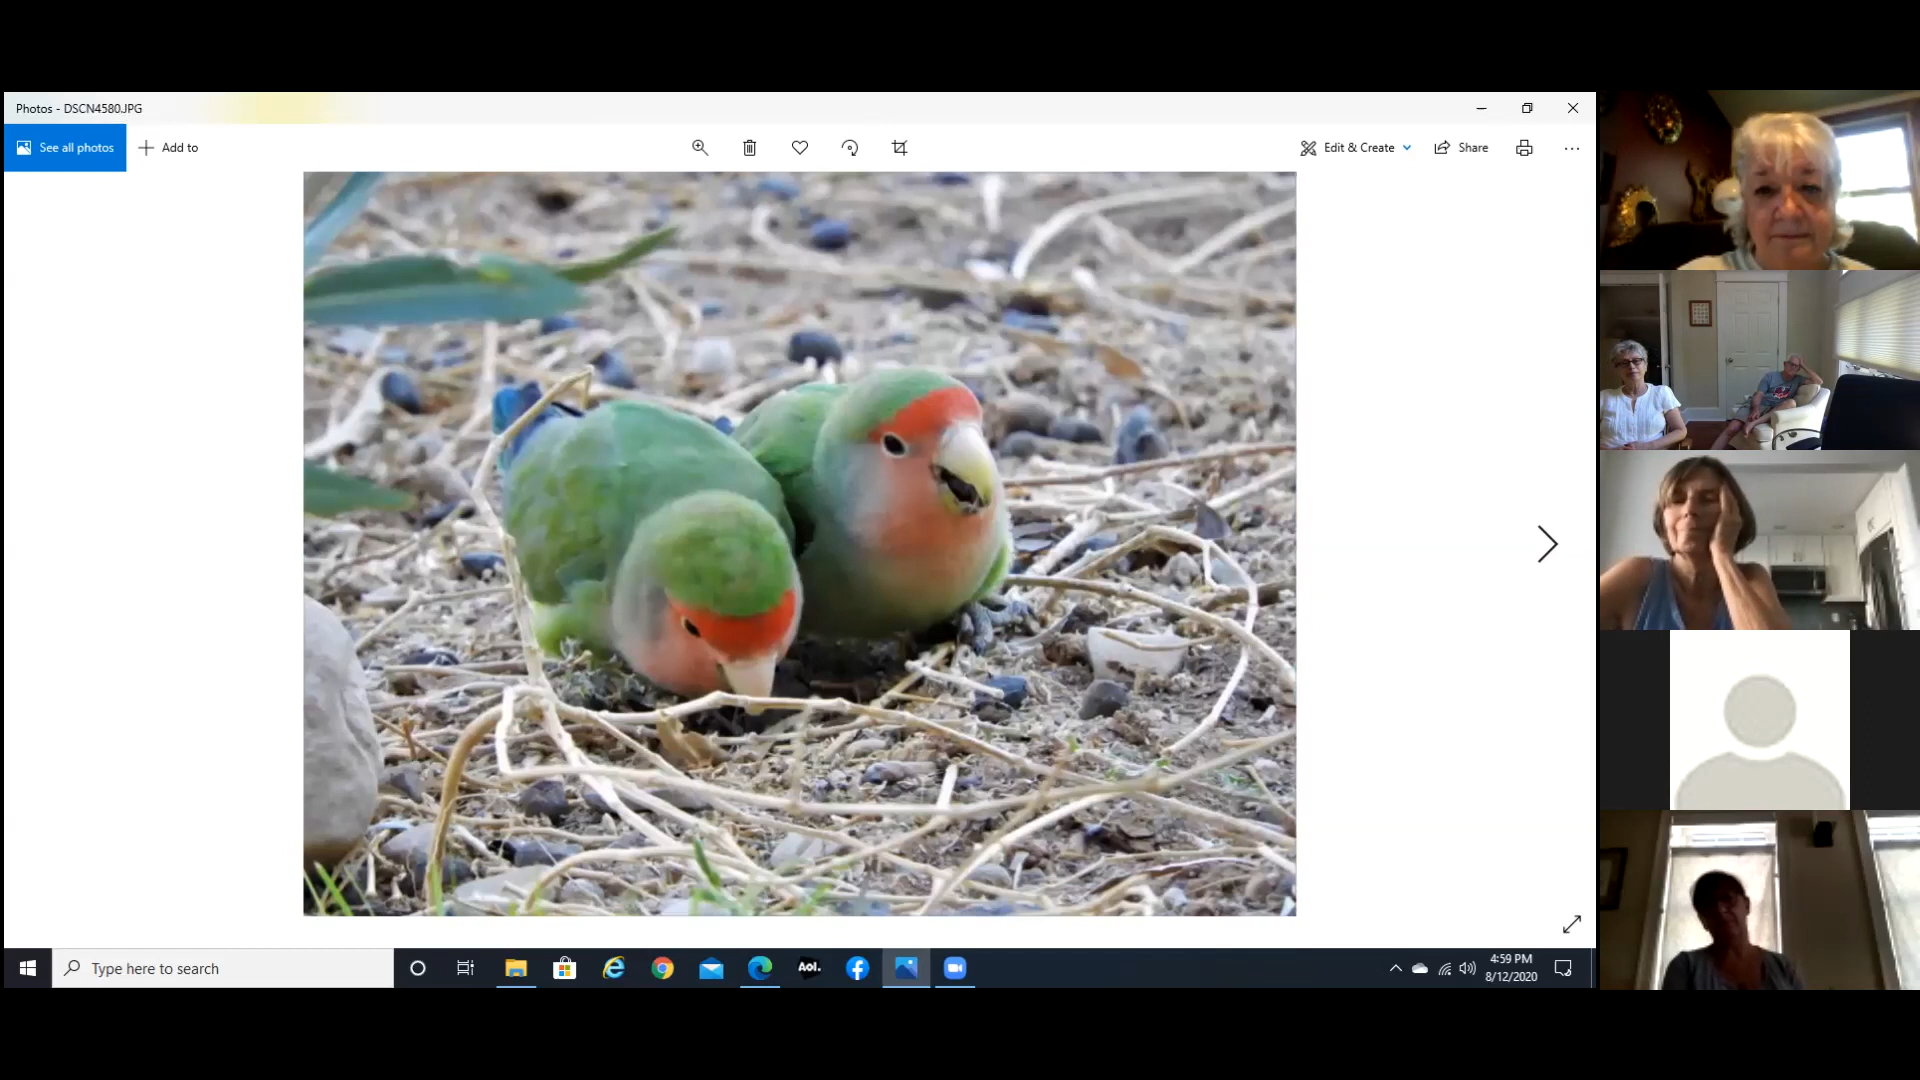 Photos - DSCN4580.JPG
See all photos
Add to
Edit & Create
Share
Type here to search
Aol.
4:59 PM
8/12/2020